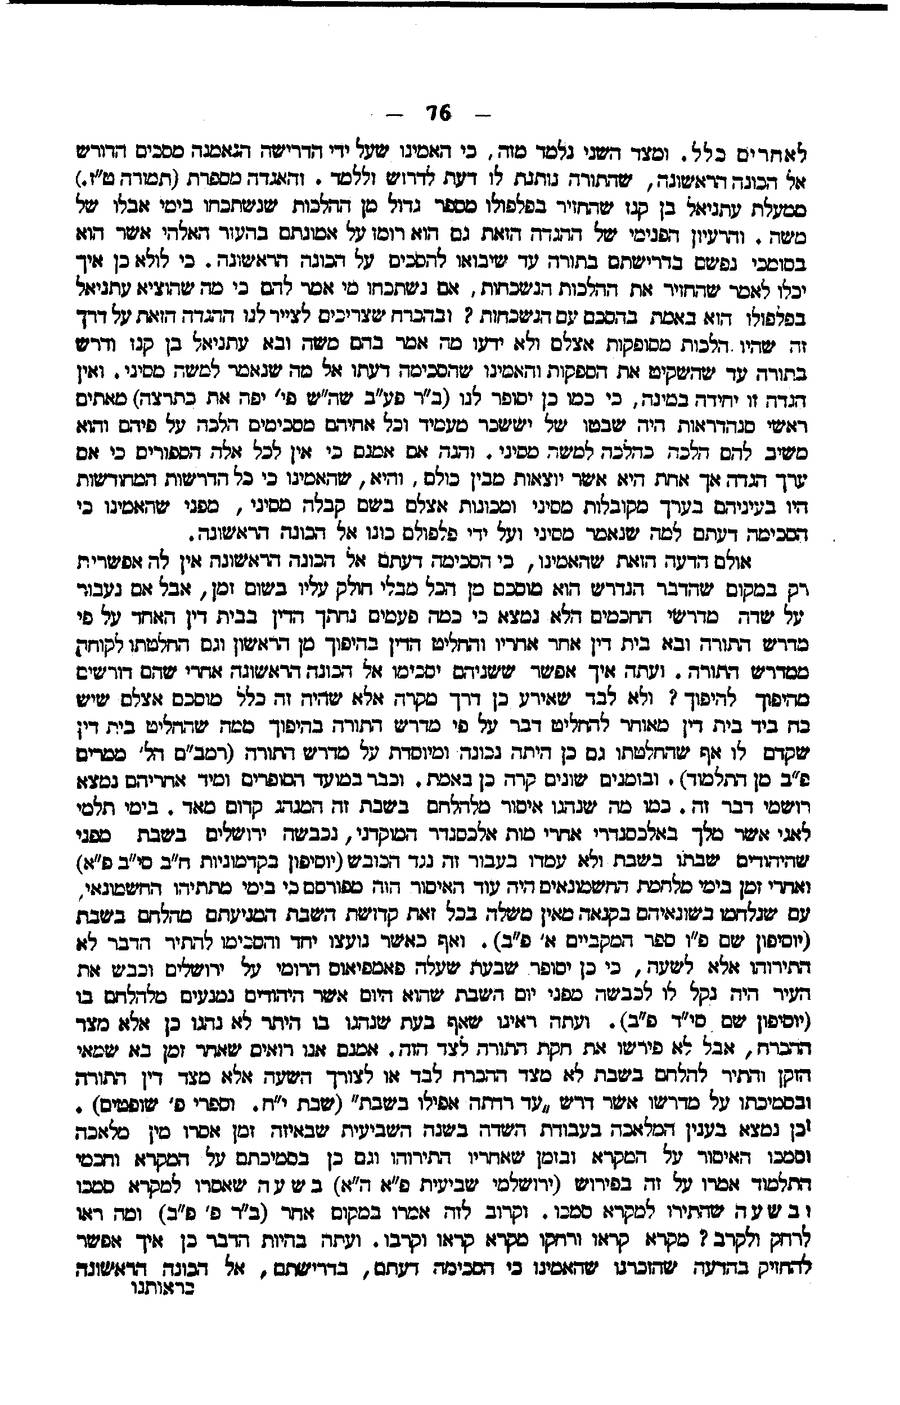 — 76 —
לאחרים כלל. ומצד השני נלמד מזה, כי האמינו שעל ידי הדרישה הנאמנה מסכים הדורש
אל הכונה הראשונה, שהתורה נותנת לו דעת לדרוש וללמד. והאגדה מספרת (תמורה ט"ז.)
ממעלת עתניאל בן קנז שהחזיר בפלפולו מספר גדול מן ההלכות שנשתכחו בימי אבלו של
משה. והרעיון הפנימי של ההגדה הזאת גם הוא רומז על אמונתם בהעזר האלהי אשר הוא
בסומכי נפשם בדרישתם בתורה עד שיבואו להסכים על הכונה הראשונה. כי לולא כן איך
יכלו לאמר שהחזיר את ההלכות הנשכחות, אם נשתכחו מי אמר להם כי מה שהוציא עתניאל
בפלפולו הוא באמת בהסכם עם הנשכחות? ובהכרח שצריכים לצייר לנו ההגדה הזאת על דרך
זה שהיו הלכות מסופקות אצלם ולא ידעו מה אמר בהם משה ובא עתניאל בן קנז ודרש
בתורה עד שהשקיט את הספקות והאמינו שהסכימה דעתו אל מה שנאמר למשה מסיני. ואין
הגדה זו יחידה במינה, כי כמו כן יסופר לנו (ב"ר פע"ב שה"ש פי' יפה את כתרצה) מאתים
ראשי סנהדראות היה שבטו של יששכר מעמיד וכל אחיהם מסכימים הלכה על פיהם והוא
משיב להם הלכה כהלכה למשה מסיני. והנה אם אמנם כי אין לכל אלה הספורים כי אם
ערך הגדה אך אחת היא אשר יוצאות מבין כולם, והיא, שהאמינו כי כל הדרשות המחודשות
היו בעיניהם בערך מקובלות מסיני ומכונות אצלם בשם קבלה מסיני, מפני שהאמינו כי
הסכימה דעתם למה שנאמר מסיני ועל ידי פלפולם כונו אל הכונה הראשונה.
אולם הדעה הזאת שהאמינו, כי הסכימה דעתם אל הכונה הראשונה אין לה אפשרית
רק במקום שהדבר הנדרש הוא מוסכם מן הכל מבלי חולק עליו בשום זמן, אבל אם נעבור
על שדה מדרשי החכמים הלא נמצא כי כמה פעמים נחתך הדין בבית דין האחד על פי
מדרש התורה ובא בית דין אחר אחריו והחליט הדין בהיפוך מן הראשון וגם החלטתו לקוחה
ממדרש התורה. ועתה איך אפשר ששניהם יסכימו אל הכונה הראשונה אחרי שהם דורשים
מהיפוך להיפוך? ולא לבד שאירע כן דרך מקרה אלא שהיה זה כלל מוסכם אצלם שיש
כח ביד בית דין מאוחר להחליט דבר על פי מדרש התורה בהיפוך ממה שהחליט בית דין
שקדם לו אף שהחלטתו גם כן היתה נכונה ומיוסדת על מדרש התורה (רמב"ם הל' ממרים
פ"ב מן התלמוד). ובזמנים שונים קרה כן באמת. וכבר במועד הסופרים ומיד אחריהם נמצא
רושמי דבר זה. כמו מה שנהגו איסור מלהלחם בשבת זה המנהג קדום מאד. בימי תלמי
לאגי אשר מלך באלכסנדרי אחרי מות אלכסנדר המוקדני, נכבשה ירושלים בשבת מפני
שהיהודים שבתו בשבת ולא עמדו בעבור זה נגד הכובש (יוסיפון בקדמוניות ח"ב סי"ב פ"א)
ואחרי זמן בימי מלחמת החשמונאים היה עוד האיסור הזה מפורסם כי בימי מתתיהו החשמונאי,
עם שנלחמו בשונאיהם בקנאה מאין משלה בכל זאת קדושת השבת המניעתם מהלחם בשבת
(יוסיפון שם פ"ו ספר המקביים א' פ"ב). ואף כאשר נועצו יחד והסכימו להתיר הדבר לא
התירוהו אלא לשעה, כי כן יסופר שבעת שעלה פאמפיאוס הרומי על ירושלים וכבש את
העיר היה נקל לו לכבשה מפני יום השבת שהוא היום אשר היהודים נמנעים מלהלחם בו
(יוסיפון שם סי"ד פ"ב). ועתה ראינו שאף בעת שנהגו בו היתר לא נהגו כן אלא מצד
ההכרח, אבל לא פירשו את חקת התורה לצד הזה. אמנם אנו רואים שאחר זמן בא שמאי
הזקן והתיר להלחם בשבת לא מצד ההכרח לבד או לצורך השעה אלא מצד דין התורה
ובסמיכתו על מדרשו אשר דרש „עד רדתה אפילו בשבת" (שבת י"ח. וספרי פ' שופטים).
וכן נמצא בענין המלאכה בעבודת השדה בשנה השביעית שבאיזה זמן אסרו מין מלאכה
וסמכו האיסור על המקרא ובזמן שאחריו התירוהו וגם כן בסמיכתם על המקרא וחכמי
התלמוד אמרו על זה בפירוש (ירושלמי שביעית פ"א ה"א) בשעה שאסרו למקרא סמכו
ובשעה שהתירו למקרא סמכו. וקרוב לזה אמרו במקום אחר (ב"ר פ' פ"ב) ומה ראו
לרחק ולקרב? מקרא קראו ורחקו מקרא קראו וקרבו. ועתה בהיות הדבר כן איך אפשר
להחזיק בהדעה שהזכרנו שהאמינו כי הסכימה דעתם, בדרישתם, אל הכונה הראשונה
כראותנו